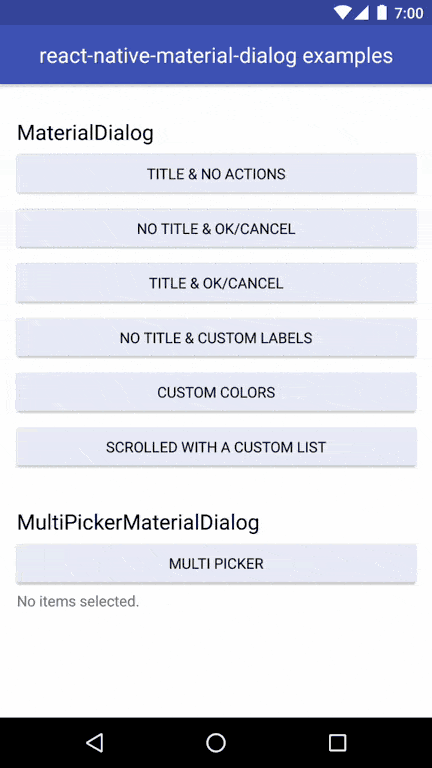 7:00
react-native-material-dialog examples
MaterialDialog
TITLE & NO ACTIONS
NO TITLE & OK/CANCEL
TITLE & OK/CANCEL
NO TITLE & CUSTOM LABELS
CUSTOM COLORS
SCROLLED WITH A CUSTOM LIST
MultiPickerMaterialDialog
MULTI PICKER
No items selected.